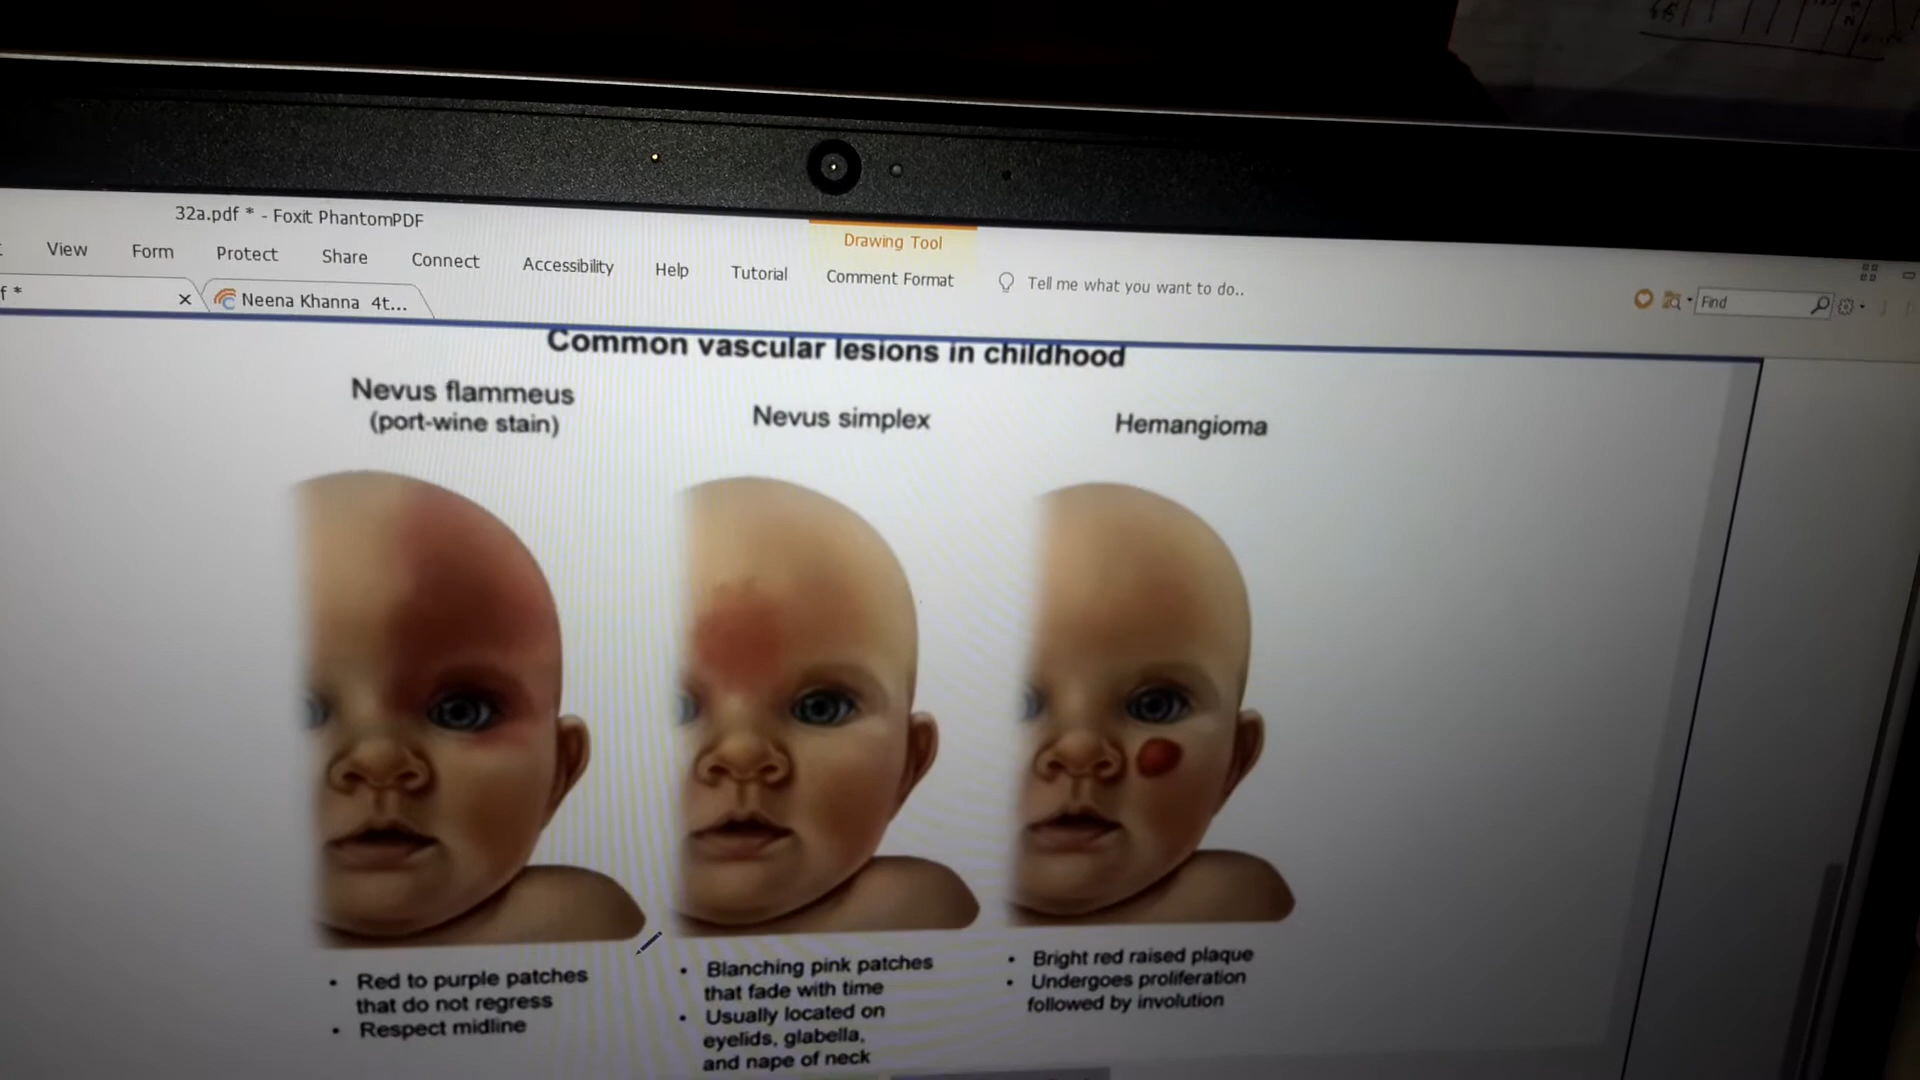 32a.pdf * - Foxit PhantomPDF
Drawing Tool
View Form Protect Share Connect Accessibility Help Tutorial Comment Format Tell me what you want to do.. Find
f * × Neena Khanna 4t...
Common vascular lesions in childhood
Nevus flammeus
(port-wine stain)
Nevus simplex
Hemangioma
• Red to purple patches
that do not regress
• Respect midline
• Blanching pink patches
that fade with time
• Usually located on
eyelids, glabella,
and nape of neck
• Bright red raised plaque
• Undergoes proliferation
followed by involution